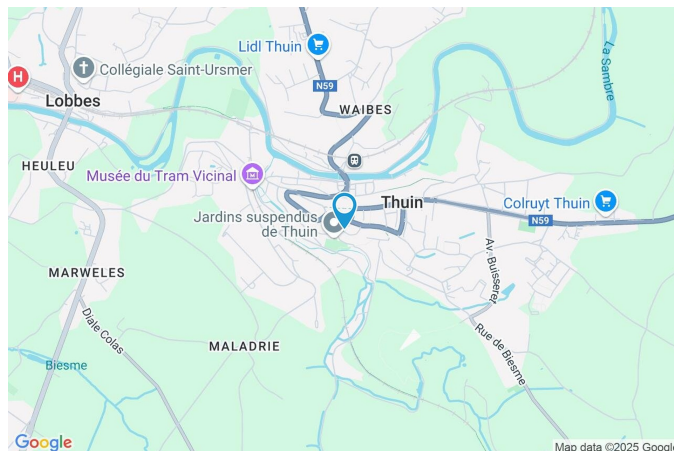 Lidl Thuin
Collégiale Saint-Ursmer
H
Lobbes
N59
WAIBES
La Sambre
HEULEU
Musée du Tram Vicinal
Thuin
Colruyt Thuin
Jardins suspendus
de Thuin
N59
Av. Buisseret
MARWELES
Diale Colas
MALADRIE
Rue de Biesme
Biesme
Google
Map data ©2025 Google